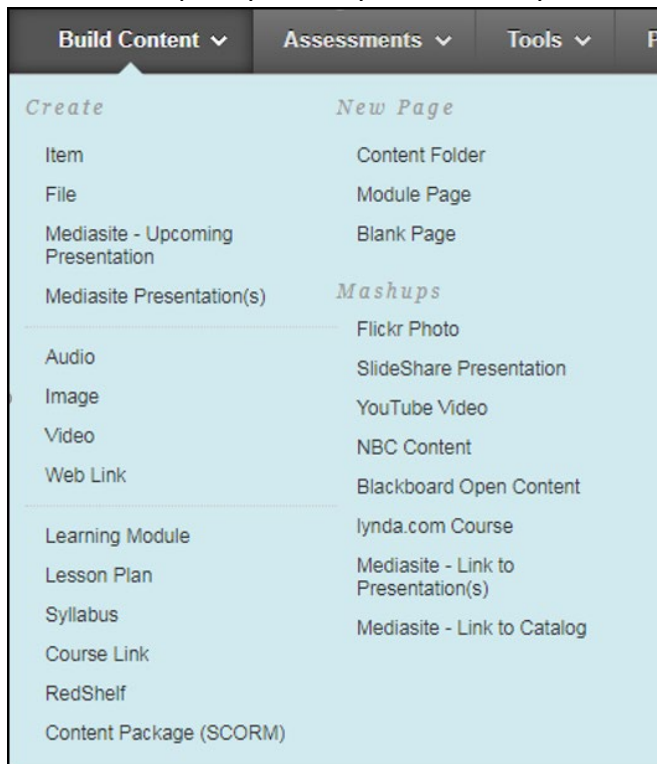 Build Content Assessments Tools
Create
Item
File
Mediasite - Upcoming
Presentation
Mediasite Presentation(s)
Audio
Image
Video
Web Link
Learning Module
Lesson Plan
Syllabus
Course Link
RedShelf
Content Package (SCORM)
New Page
Content Folder
Module Page
Blank Page
Mashups
Flickr Photo
SlideShare Presentation
YouTube Video
NBC Content
Blackboard Open Content
lynda.com Course
Mediasite - Link to
Presentation(s)
Mediasite - Link to Catalog